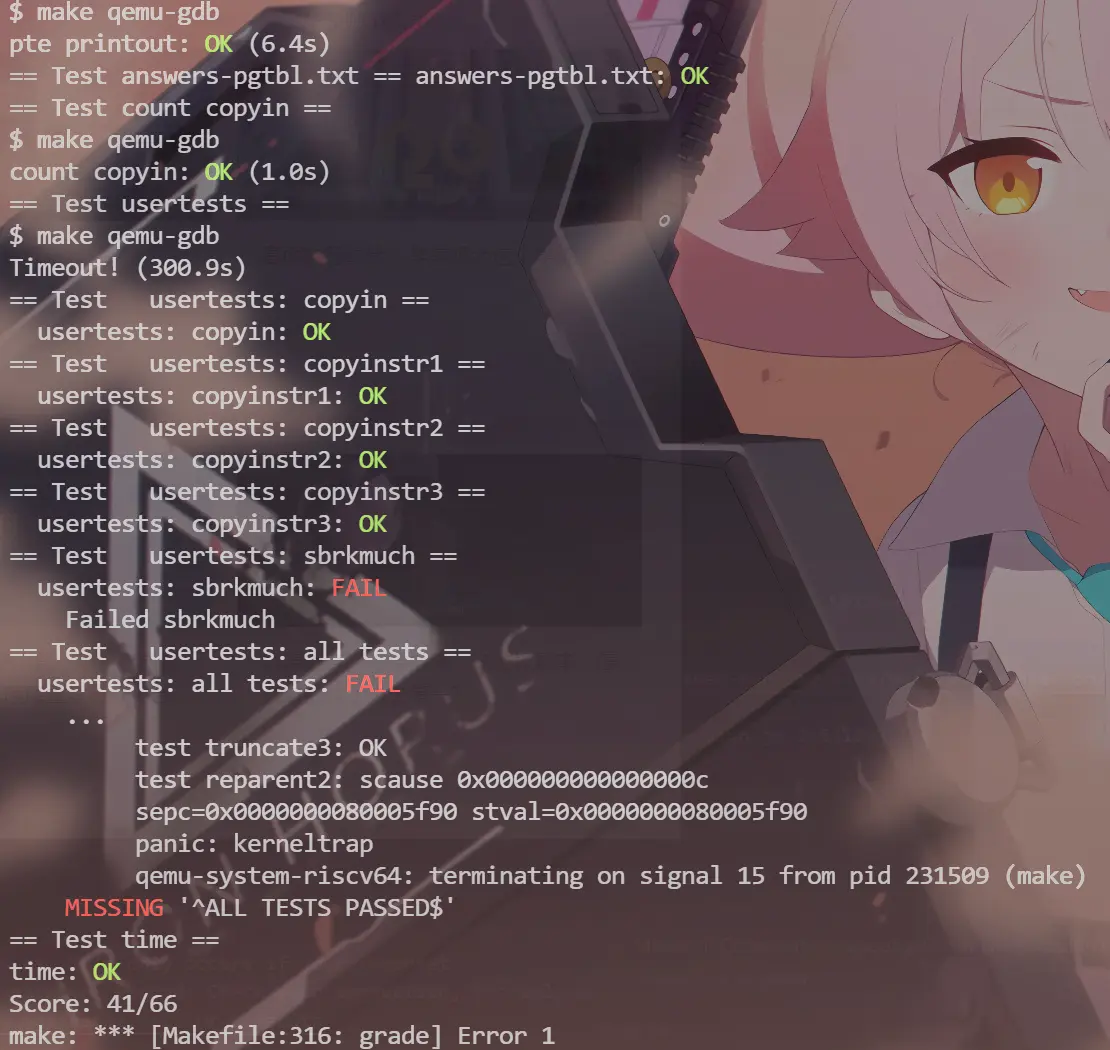 $ make qemu-gdb
pte printout: OK (6.4s)
== Test answers-pgtbl.txt == answers-pgtbl.txt: OK
== Test count copyin ==
$ make qemu-gdb
count copyin: OK (1.0s)
== Test usertests ==
$ make qemu-gdb
Timeout! (300.9s)
== Test   usertests: copyin ==
  usertests: copyin: OK
== Test   usertests: copyinstr1 ==
  usertests: copyinstr1: OK
== Test   usertests: copyinstr2 ==
  usertests: copyinstr2: OK
== Test   usertests: copyinstr3 ==
  usertests: copyinstr3: OK
== Test   usertests: sbrkmuch ==
  usertests: sbrkmuch: FAIL
    Failed sbrkmuch
== Test   usertests: all tests ==
  usertests: all tests: FAIL
    ...
         test truncate3: OK
         test reparent2: scause 0x000000000000000c
         sepc=0x0000000080005f90 stval=0x0000000080005f90
         panic: kerneltrap
         qemu-system-riscv64: terminating on signal 15 from pid 231509 (make)
    MISSING '^ALL TESTS PASSED$'
== Test time ==
time: OK
Score: 41/66
make: *** [Makefile:316: grade] Error 1
IRON HORUS